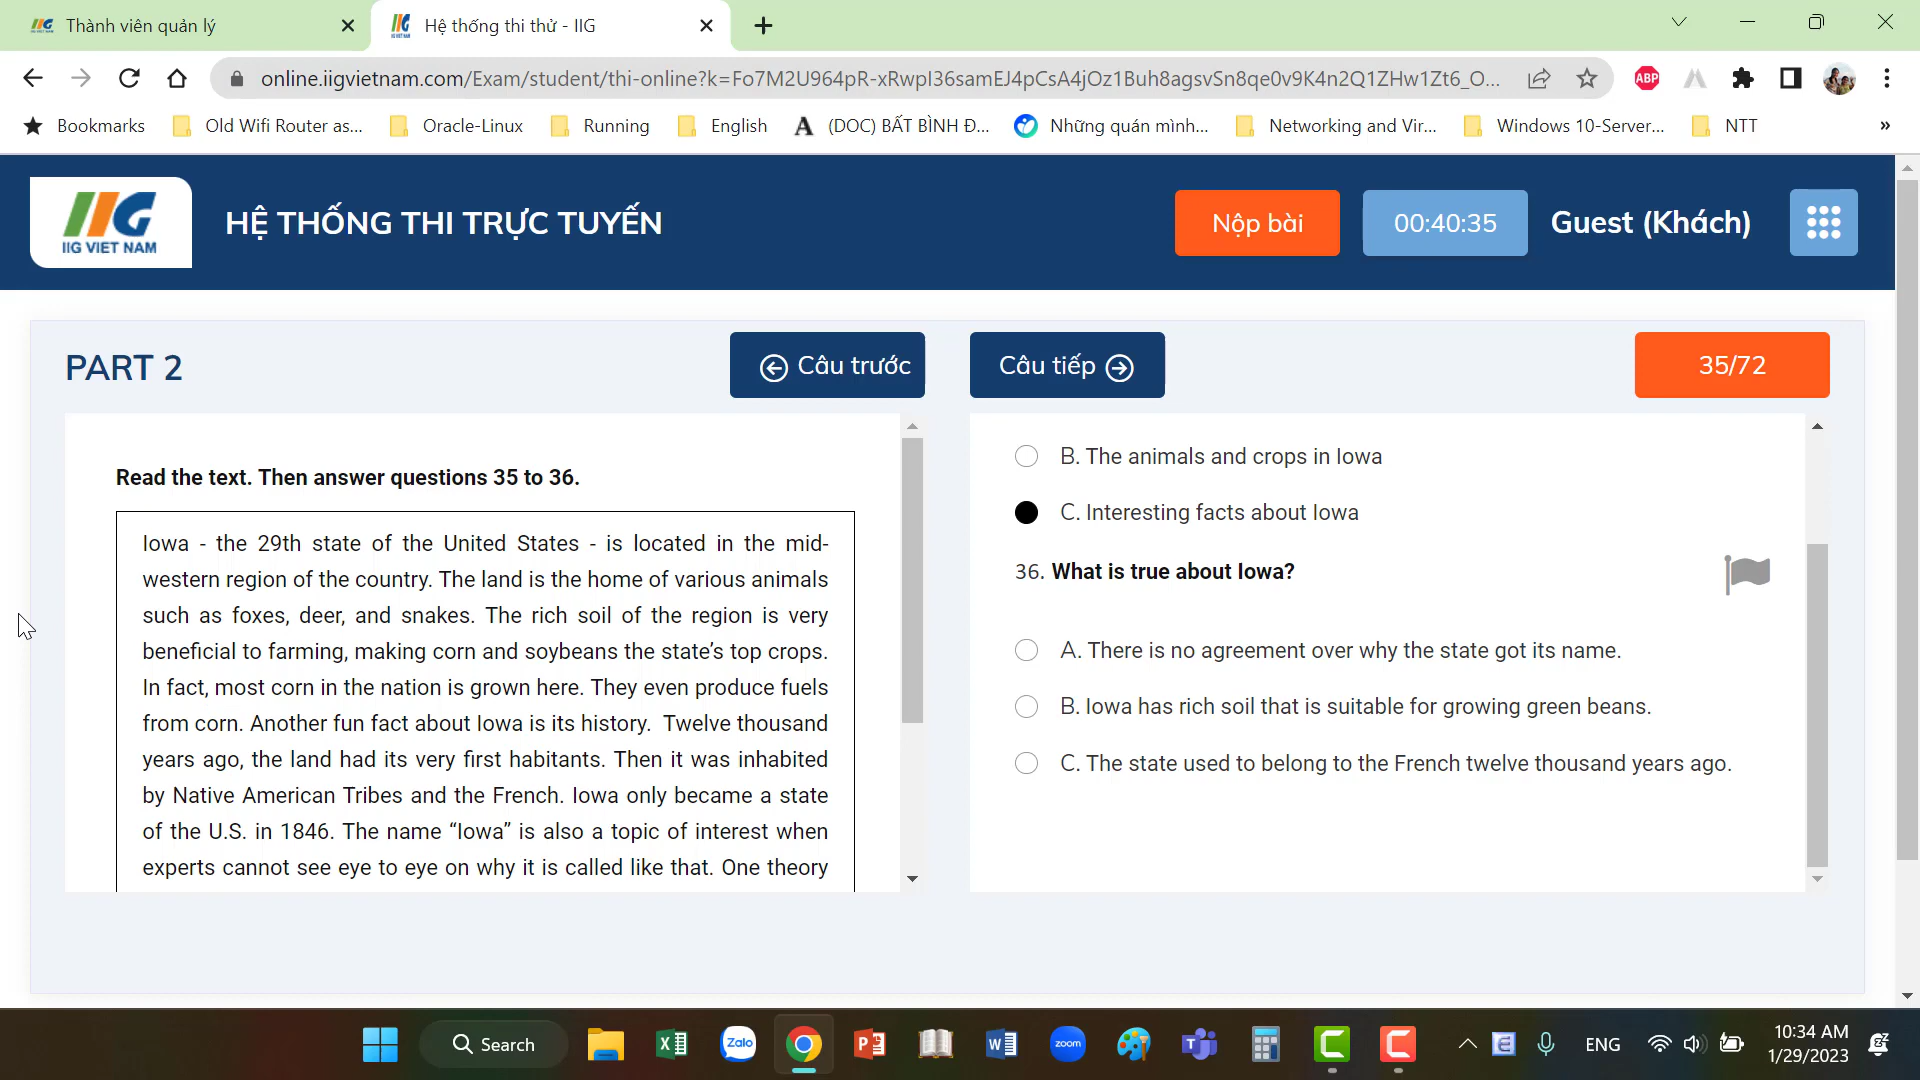 Thành viên quản lý
Hệ thống thi thử - IIG
online.iigvietnam.com/Exam/student/thi-online?k=Fo7M2U964pR-xRwpI36samEJ4pCsA4jOz1Buh8agsvSn8qe0v9K4n2Q1ZHw1Zt6_O...
ABP
Bookmarks
Old Wifi Router as...
Oracle-Linux
Running
English
(DOC) BẤT BÌNH Đ...
Những quán mình...
Networking and Vir...
Windows 10-Server...
NTT
»
IIG VIET NAM
HỆ THỐNG THI TRỰC TUYẾN
Nộp bài
00:40:35
Guest (Khách)
PART 2
Câu trước
Câu tiếp
35/72
Read the text. Then answer questions 35 to 36.
Iowa - the 29th state of the United States - is located in the mid-
western region of the country. The land is the home of various animals
such as foxes, deer, and snakes. The rich soil of the region is very
beneficial to farming, making corn and soybeans the state's top crops.
In fact, most corn in the nation is grown here. They even produce fuels
from corn. Another fun fact about Iowa is its history. Twelve thousand
years ago, the land had its very first habitants. Then it was inhabited
by Native American Tribes and the French. Iowa only became a state
of the U.S. in 1846. The name “Iowa” is also a topic of interest when
experts cannot see eye to eye on why it is called like that. One theory
B. The animals and crops in Iowa
C. Interesting facts about Iowa
36. What is true about Iowa?
A. There is no agreement over why the state got its name.
B. Iowa has rich soil that is suitable for growing green beans.
C. The state used to belong to the French twelve thousand years ago.
Search
Zalo
zoom
ENG
10:34 AM
1/29/2023